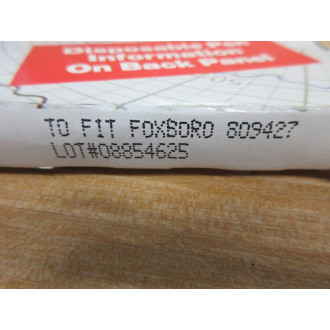 Disposable Pen
Information
On Back Panel
TO FIT FOXBORO 809427
LOT#08854625